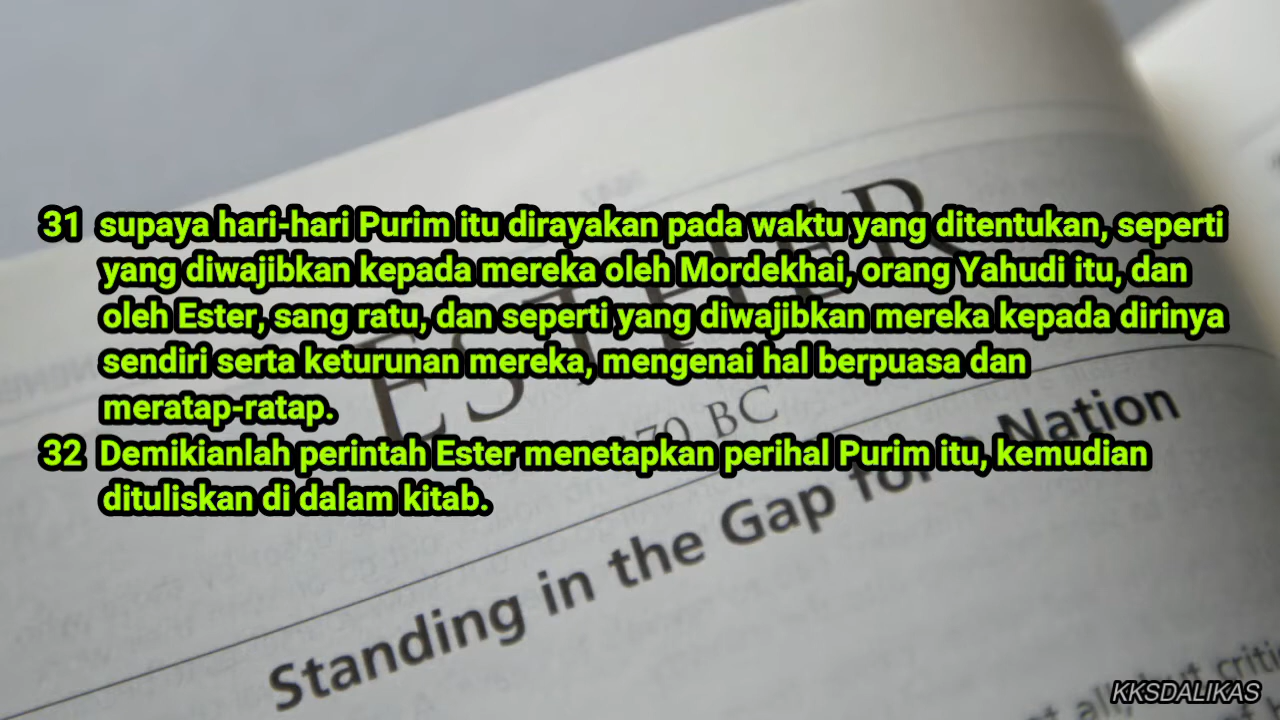 31 supaya hari-hari Purim itu dirayakan pada waktu yang ditentukan, seperti
yang diwajibkan kepada mereka oleh Mordekhai, orang Yahudi itu, dan
oleh Ester, sang ratu, dan seperti yang diwajibkan mereka kepada dirinya
sendiri serta keturunan mereka, mengenai hal berpuasa dan
meratap-ratap.
32 Demikianlah perintah Ester menetapkan perihal Purim itu, kemudian
dituliskan di dalam kitab.
ESTHER
BC
Standing in the Gap for Nation
KKSDALIKAS